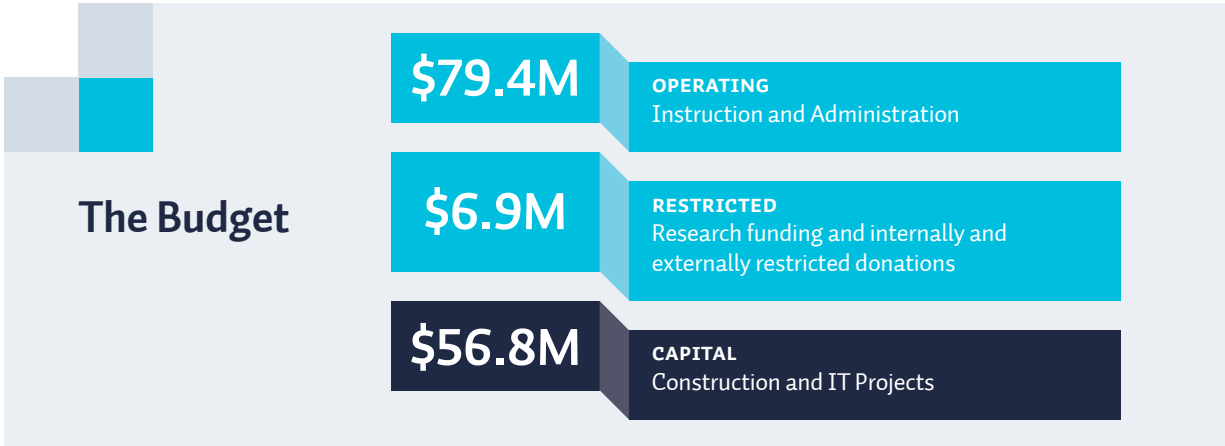 The Budget
$79.4M
OPERATING
Instruction and Administration
$6.9M
RESTRICTED
Research funding and internally and
externally restricted donations
$56.8M
CAPITAL
Construction and IT Projects